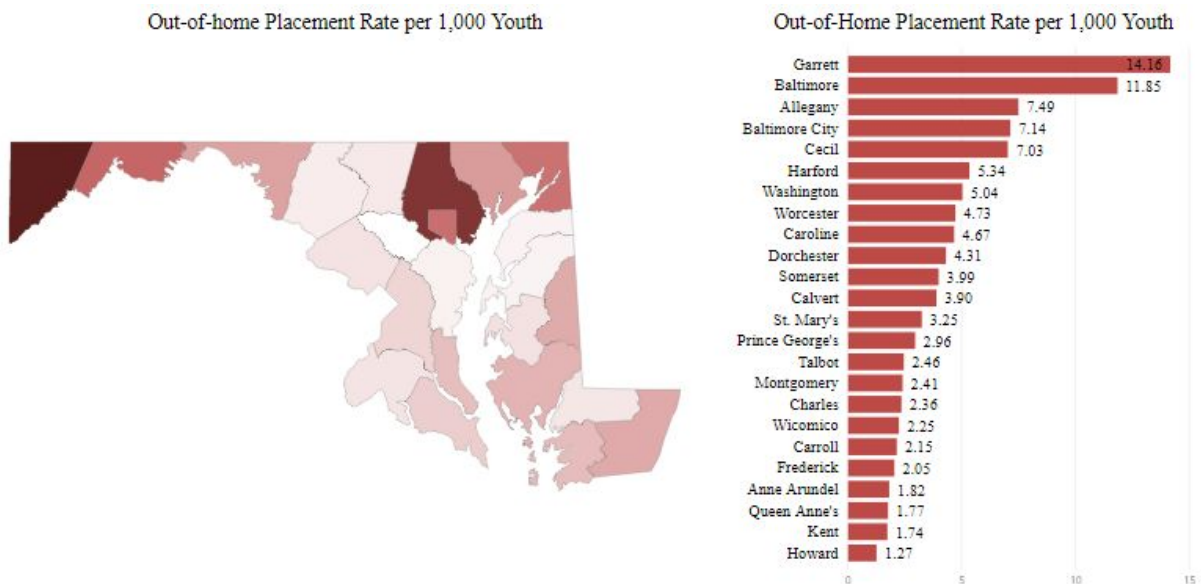 Out-of-home Placement Rate per 1,000 Youth
Out-of-Home Placement Rate per 1,000 Youth
Garrett 14.16
Baltimore 11.85
Allegany 7.49
Baltimore City 7.14
Cecil 7.03
Harford 5.34
Washington 5.04
Worcester 4.73
Caroline 4.67
Dorchester 4.31
Somerset 3.99
Calvert 3.90
St. Mary's 3.25
Prince George's 2.96
Talbot 2.46
Montgomery 2.41
Charles 2.36
Wicomico 2.25
Carroll 2.15
Frederick 2.05
Anne Arundel 1.82
Queen Anne's 1.77
Kent 1.74
Howard 1.27
0 5 10 15